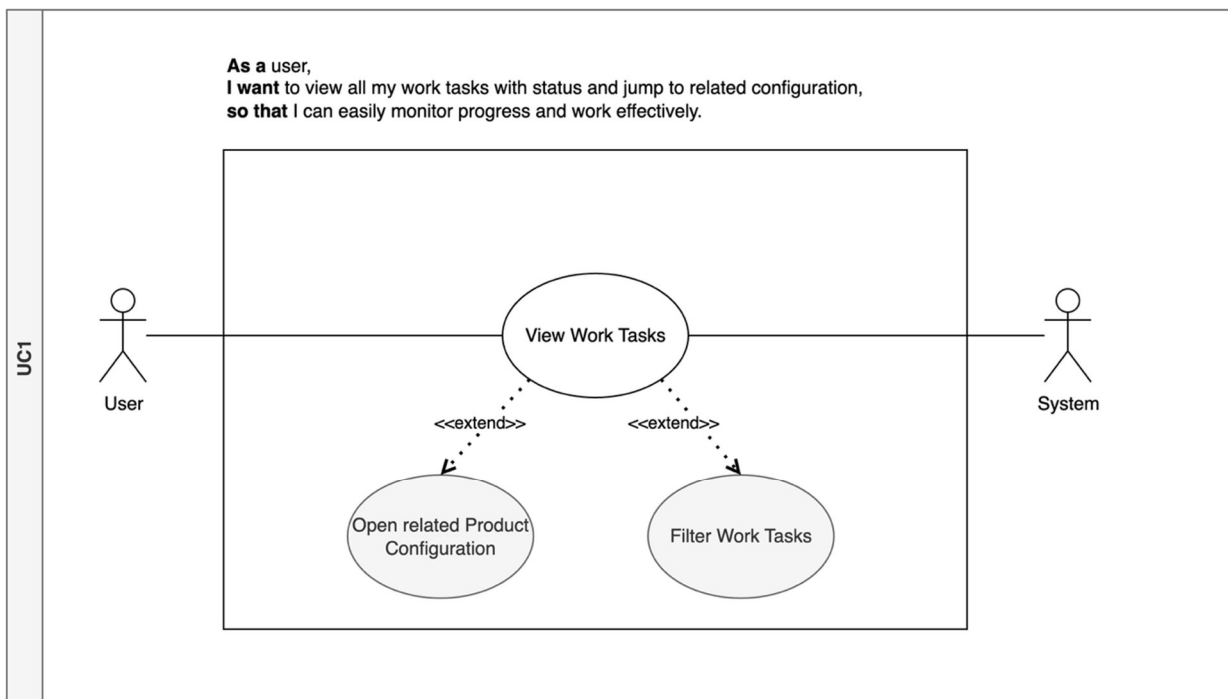 UC1
As a user,
I want to view all my work tasks with status and jump to related configuration,
so that I can easily monitor progress and work effectively.
View Work Tasks
User
System
<<extend>>
<<extend>>
Open related Product
Configuration
Filter Work Tasks